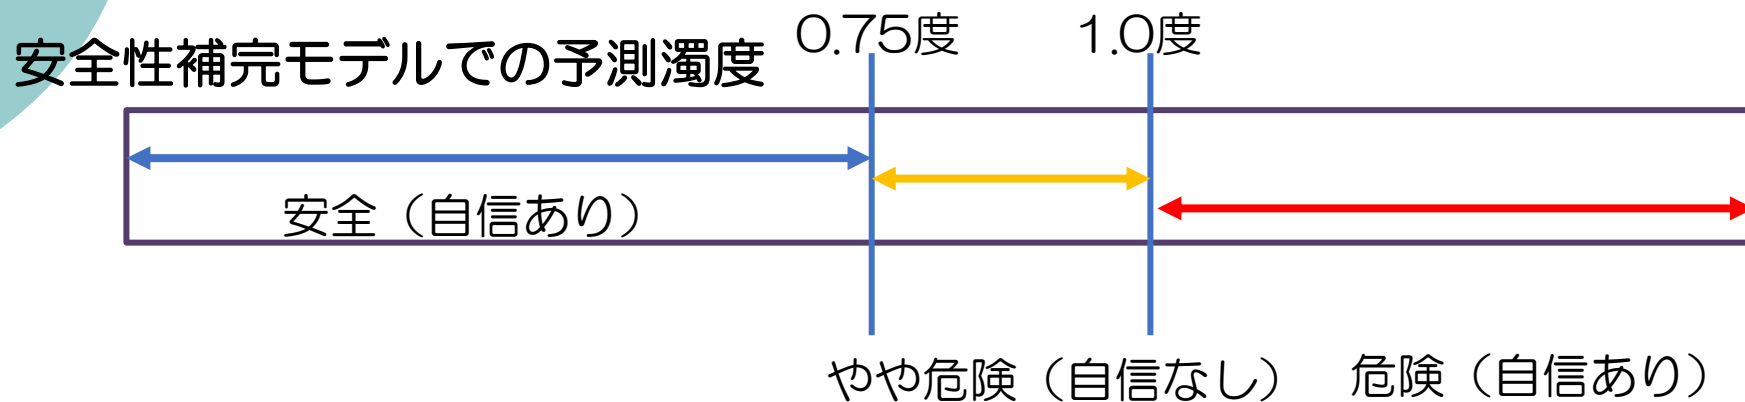 安全性補完モデルでの予測濁度
0.75度
1.0度
安全（自信あり）
やや危険（自信なし）
危険（自信あり）